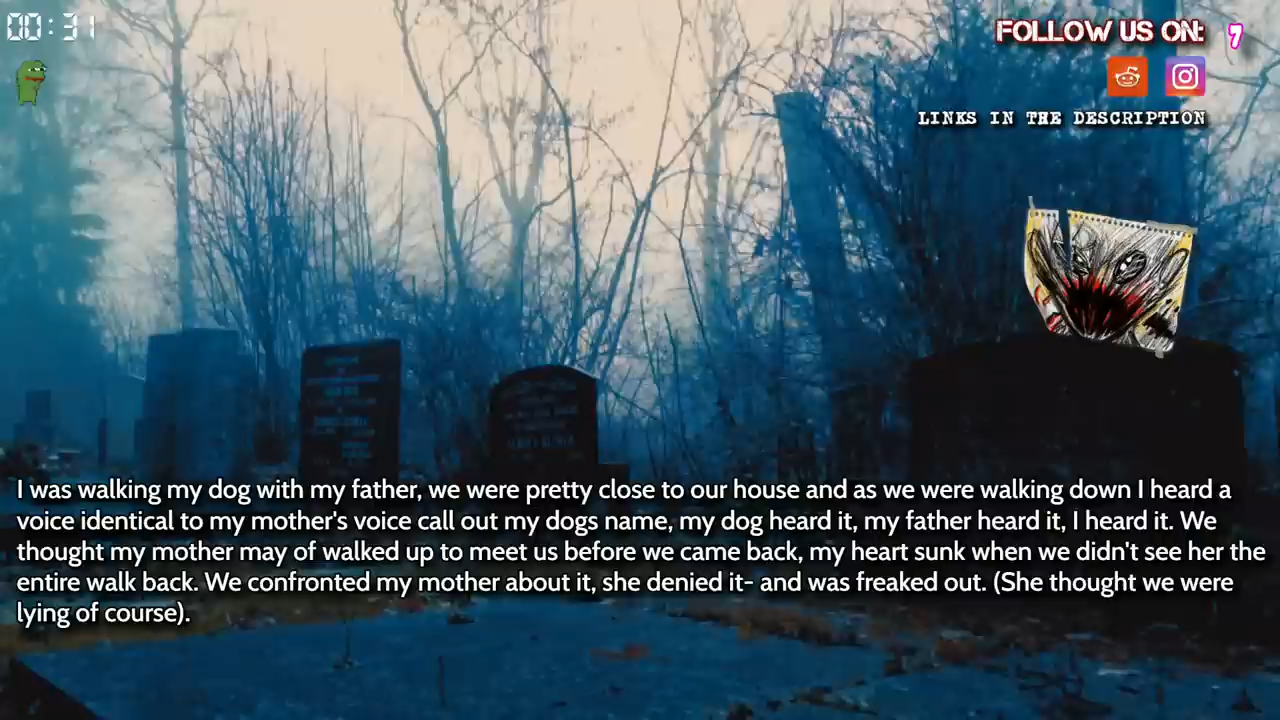 00:31
FOLLOW US ON:
7
LINKS IN THE DESCRIPTION
I was walking my dog with my father, we were pretty close to our house and as we were walking down I heard a
voice identical to my mother's voice call out my dogs name, my dog heard it, my father heard it, I heard it. We
thought my mother may of walked up to meet us before we came back, my heart sunk when we didn't see her the
entire walk back. We confronted my mother about it, she denied it- and was freaked out. (She thought we were
lying of course).